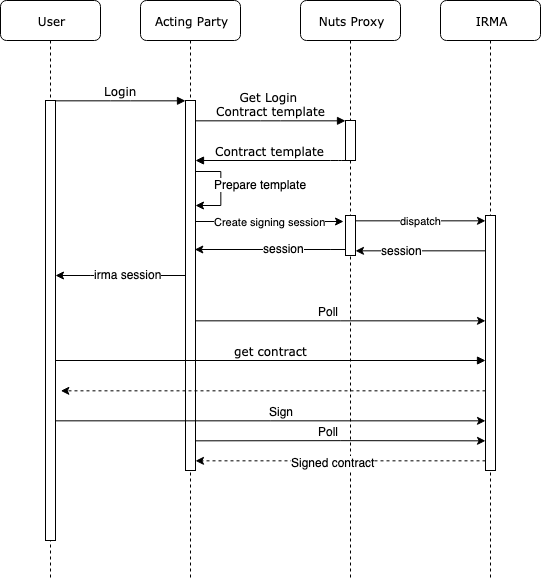 User
Acting Party
Nuts Proxy
IRMA
Login
Get Login
Contract template
Contract template
Prepare template
Create signing session
dispatch
session
session
irma session
Poll
get contract
Sign
Poll
Signed contract